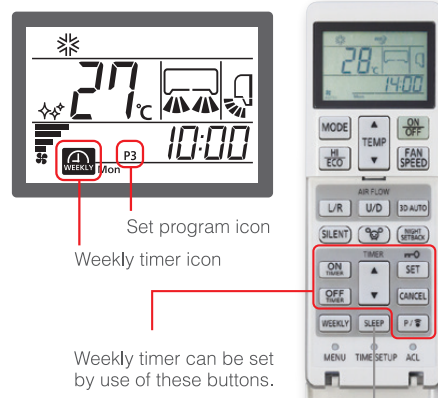 27°C
WEEKLY
Mon
P3
10:00
Set program icon
Weekly timer icon
Weekly timer can be set
by use of these buttons.
28°C
14:00
MODE
TEMP
ON
OFF
HI
ECO
FAN
SPEED
AIR FLOW
L/R
U/D
3D AUTO
SILENT
NIGHT
SETBACK
TIMER
ON
TIMER
SET
OFF
TIMER
CANCEL
WEEKLY
SLEEP
P/
MENU
TIME SETUP
ACL